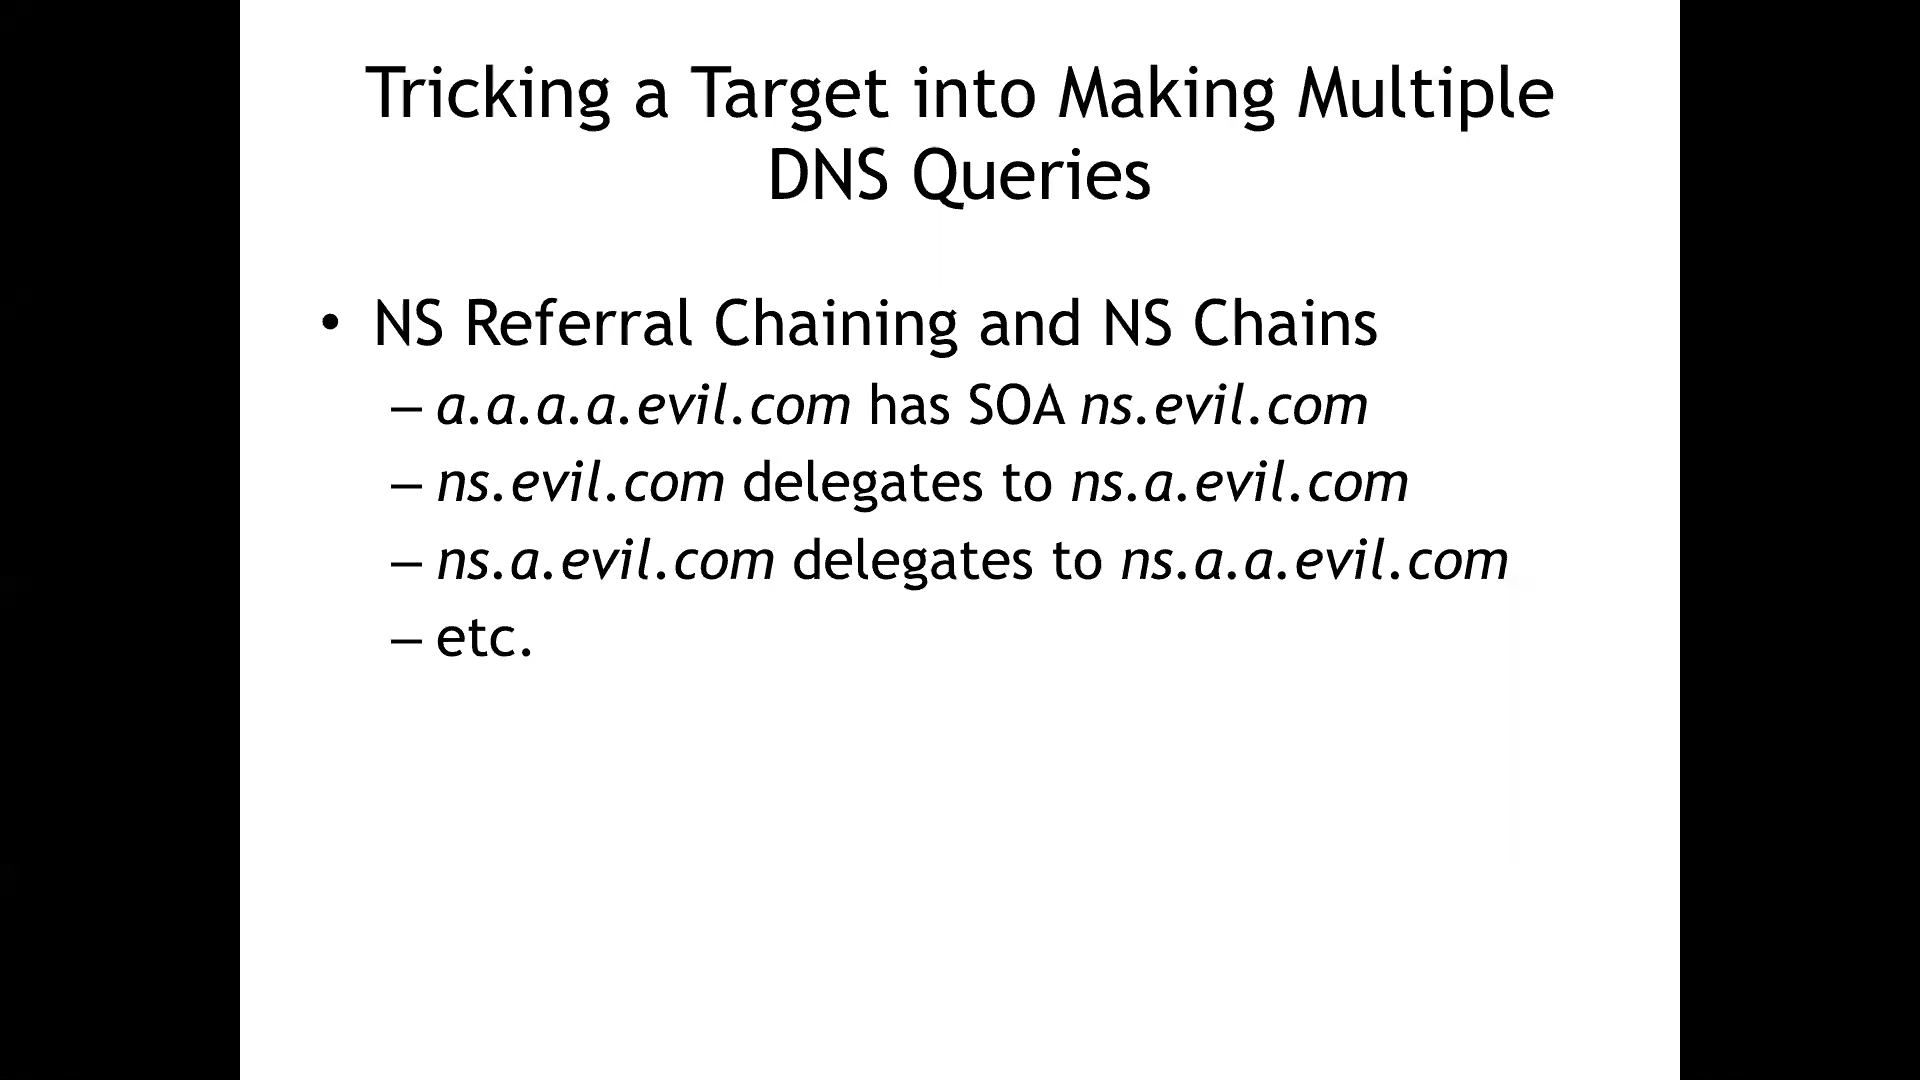 Tricking a Target into Making Multiple
DNS Queries
• NS Referral Chaining and NS Chains
– a.a.a.a.evil.com has SOA ns.evil.com
– ns.evil.com delegates to ns.a.evil.com
– ns.a.evil.com delegates to ns.a.a.evil.com
– etc.